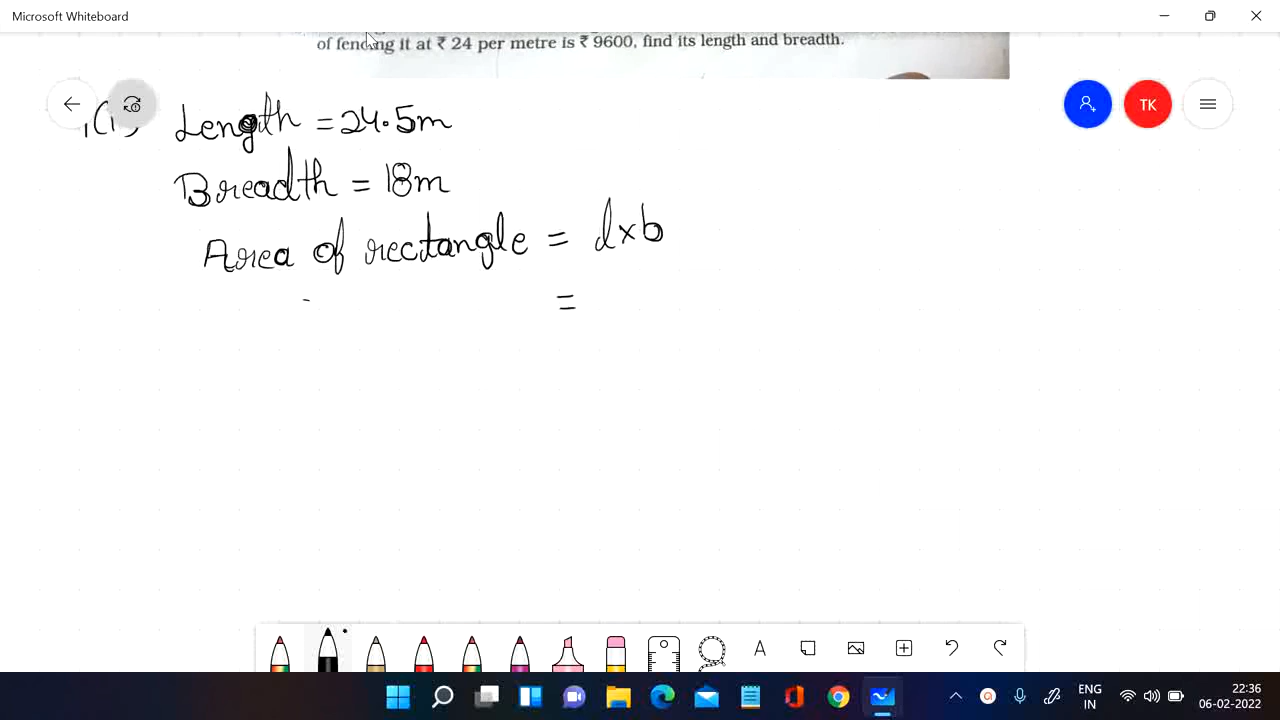 Microsoft Whiteboard
of fencing it at ₹ 24 per metre is ₹ 9600, find its length and breadth.
Length = 24.5m
Breadth = 18m
Area of rectangle = l×b
=
TK
A
ENG
IN
22:36
06-02-2022